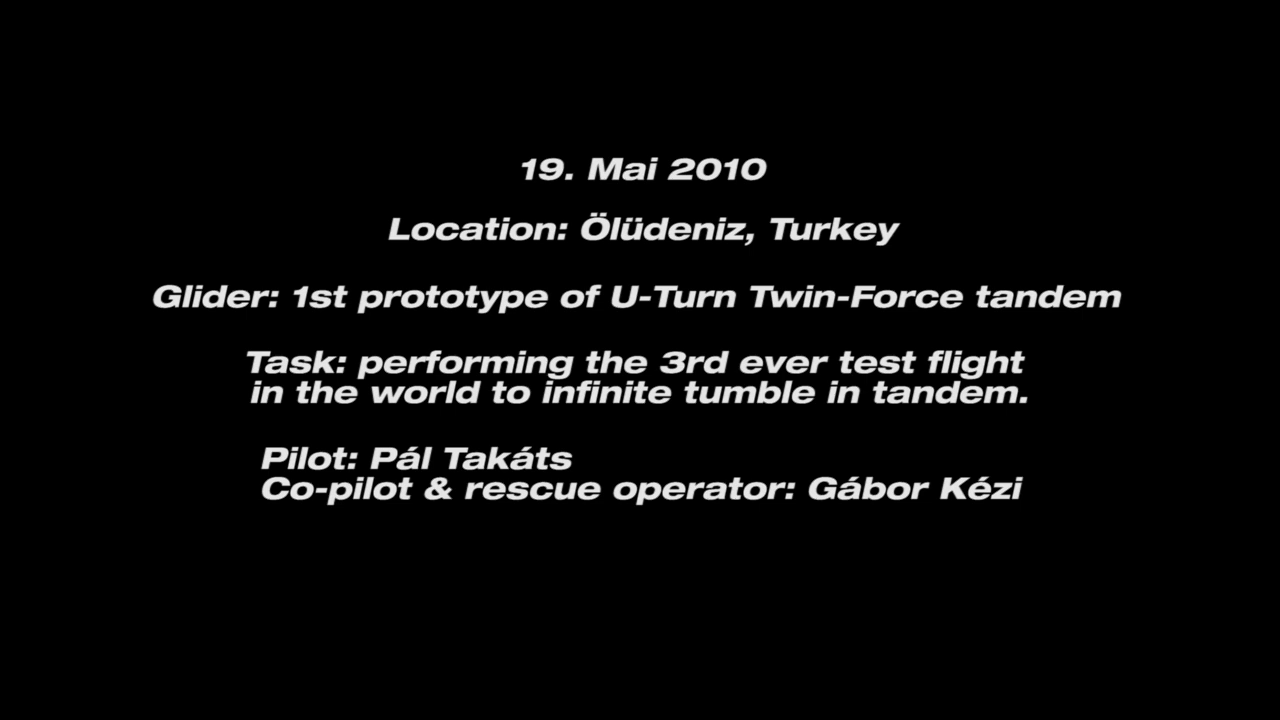 19. Mai 2010
Location: Ölüdeniz, Turkey
Glider: 1st prototype of U-Turn Twin-Force tandem
Task: performing the 3rd ever test flight
in the world to infinite tumble in tandem.
Pilot: Pál Takáts
Co-pilot & rescue operator: Gábor Kézi